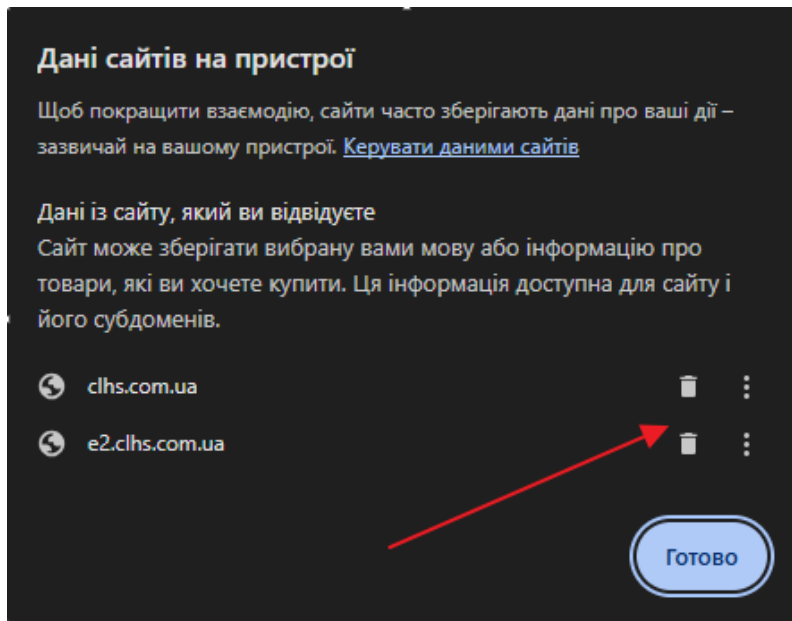 Дані сайтів на пристрої
Щоб покращити взаємодію, сайти часто зберігають дані про ваші дії –
зазвичай на вашому пристрої. Керувати даними сайтів
Дані із сайту, який ви відвідуєте
Сайт може зберігати вибрану вами мову або інформацію про
товари, які ви хочете купити. Ця інформація доступна для сайту і
його субдоменів.
clhs.com.ua
e2.clhs.com.ua
Готово